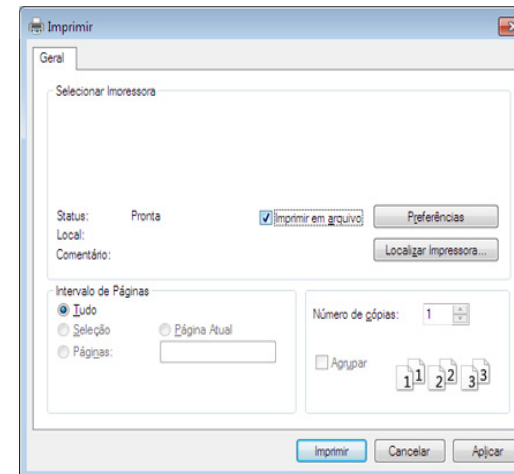 Imprimir
Geral
Selecionar Impressora
Status: Pronta
Imprimir em arquivo
Preferências
Local:
Comentário:
Localizar Impressora...
Intervalo de Páginas
Tudo
Seleção
Página Atual
Páginas:
Número de cópias: 1
Agrupar
1 1 2 2 3 3
Imprimir
Cancelar
Aplicar